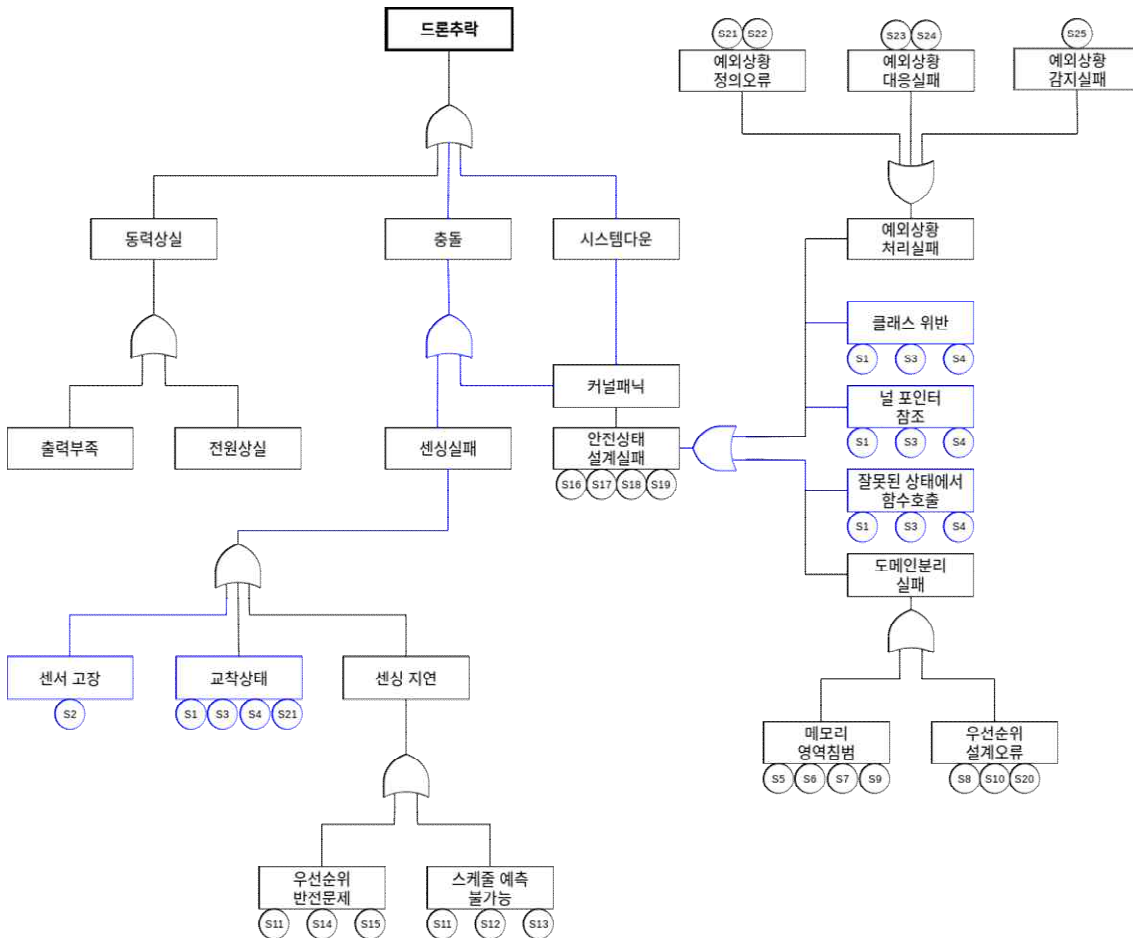 드론추락
S21 S22
예외상황
정의오류
S23 S24
예외상황
대응실패
S25
예외상황
감지실패
동력상실
충돌
시스템다운
예외상황
처리실패
클래스 위반
S1 S3 S4
커널패닉
널 포인터
참조
S1 S3 S4
출력부족
전원상실
센싱실패
안전상태
설계실패
S16 S17 S18 S19
잘못된 상태에서
함수호출
S1 S3 S4
도메인분리
실패
센서 고장
S2
교착상태
S1 S3 S4 S21
센싱 지연
메모리
영역침범
S5 S6 S7 S9
우선순위
설계오류
S8 S10 S20
우선순위
반전문제
S11 S14 S15
스케줄 예측
불가능
S11 S12 S13